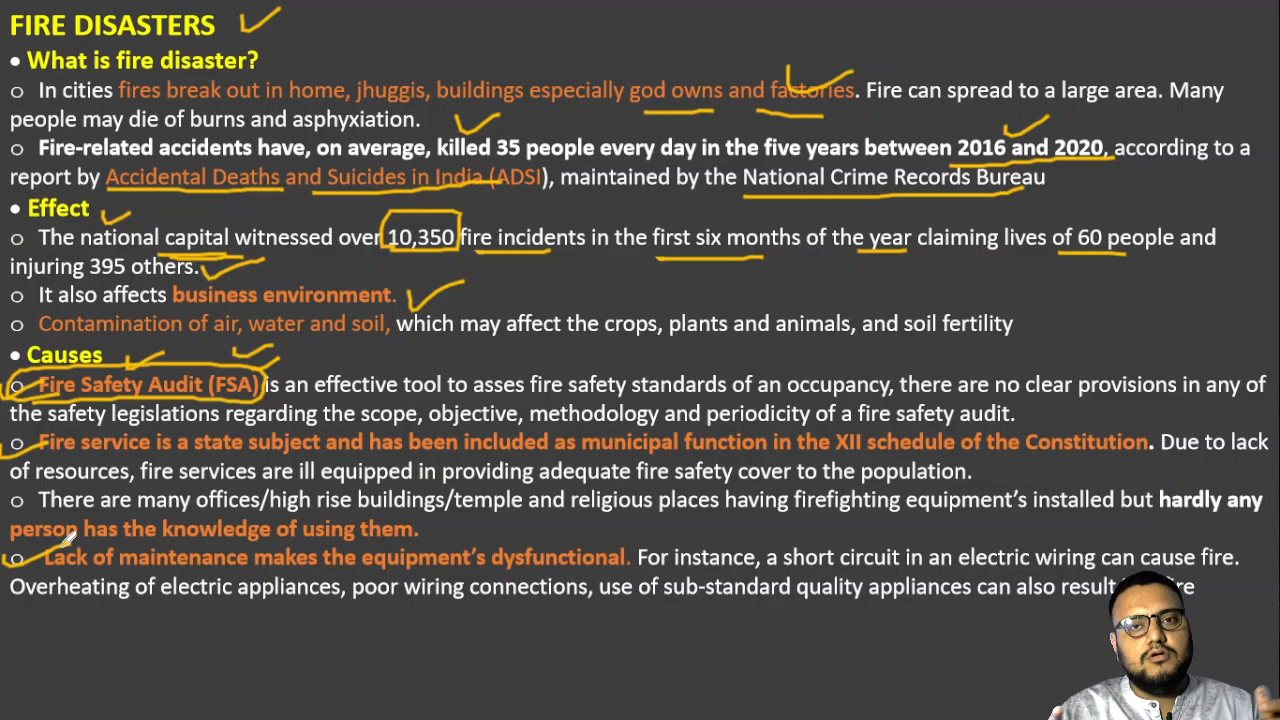 FIRE DISASTERS
• What is fire disaster?
o In cities fires break out in home, jhuggis, buildings especially god owns and factories. Fire can spread to a large area. Many
people may die of burns and asphyxiation.
o Fire-related accidents have, on average, killed 35 people every day in the five years between 2016 and 2020, according to a
report by Accidental Deaths and Suicides in India (ADSI), maintained by the National Crime Records Bureau
• Effect
o The national capital witnessed over 10,350 fire incidents in the first six months of the year claiming lives of 60 people and
injuring 395 others.
o It also affects business environment.
o Contamination of air, water and soil, which may affect the crops, plants and animals, and soil fertility
• Causes
o Fire Safety Audit (FSA) is an effective tool to asses fire safety standards of an occupancy, there are no clear provisions in any of
the safety legislations regarding the scope, objective, methodology and periodicity of a fire safety audit.
o Fire service is a state subject and has been included as municipal function in the XII schedule of the Constitution. Due to lack
of resources, fire services are ill equipped in providing adequate fire safety cover to the population.
o There are many offices/high rise buildings/temple and religious places having firefighting equipment's installed but hardly any
person has the knowledge of using them.
o Lack of maintenance makes the equipment's dysfunctional. For instance, a short circuit in an electric wiring can cause fire.
Overheating of electric appliances, poor wiring connections, use of sub-standard quality appliances can also result